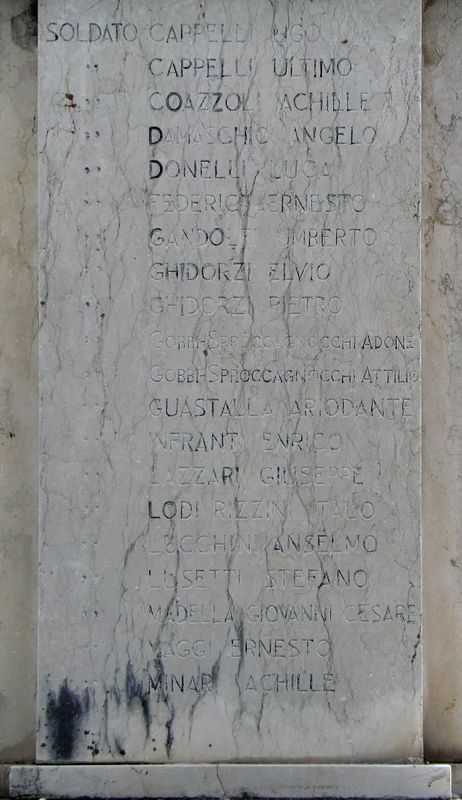 SOLDATO CAPPELLI UGO
" CAPPELLI ULTIMO
" COAZZOLI ACHILLE
" DAMASCHIO ANGELO
" DONELLI LUCA
" FEDERICI ERNESTO
" GANDOLFI UMBERTO
" GHIDORZI ELVIO
" GHIDORZI PIETRO
" GOBBI-SPROCCAGNOCCHI ADONE
" GOBBI-SPROCCAGNOCCHI ATTILIO
" GUASTALLA ARIODANTE
" INFRANTI ENRICO
" LAZZARI GIUSEPPE
" LODI RIZZINI ITALO
" LUCCHINI ANSELMO
" LUSETTI STEFANO
" MADELLA GIOVANNI CESARE
" MAGGI ERNESTO
" MINARI ACHILLE